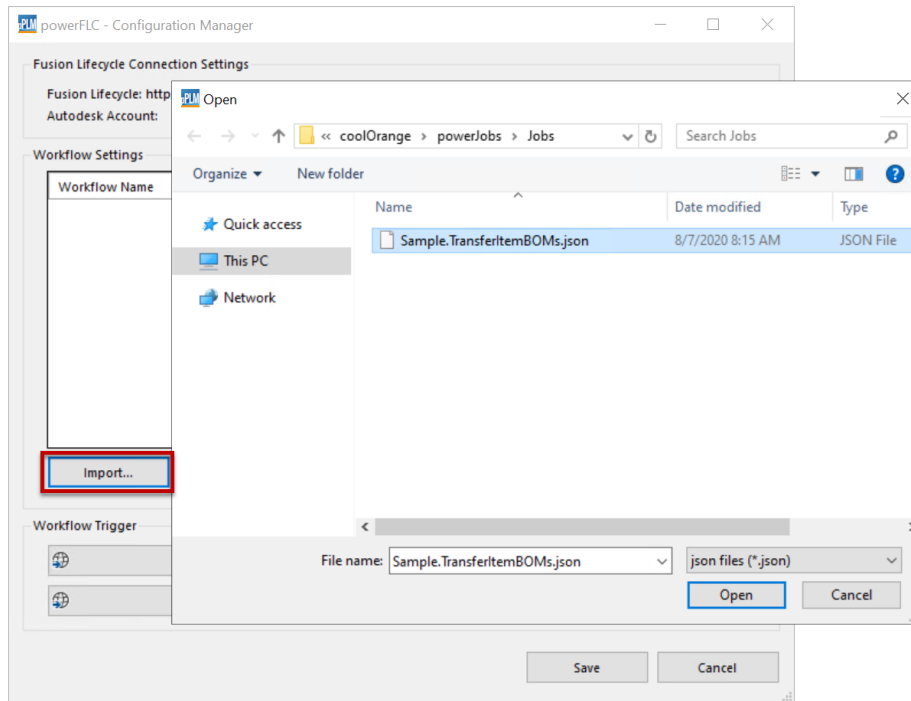 powerFLC - Configuration Manager
Fusion Lifecycle Connection Settings
Fusion Lifecycle: http
Autodesk Account:
Workflow Settings
Workflow Name
Import...
Workflow Trigger
Save
Cancel
Open
« coolOrange › powerJobs › Jobs
Search Jobs
Organize
New folder
Name
Date modified
Type
Quick access
This PC
Network
Sample.TransferItemBOMs.json
8/7/2020 8:15 AM
JSON File
File name:
Sample.TransferItemBOMs.json
json files (*.json)
Open
Cancel